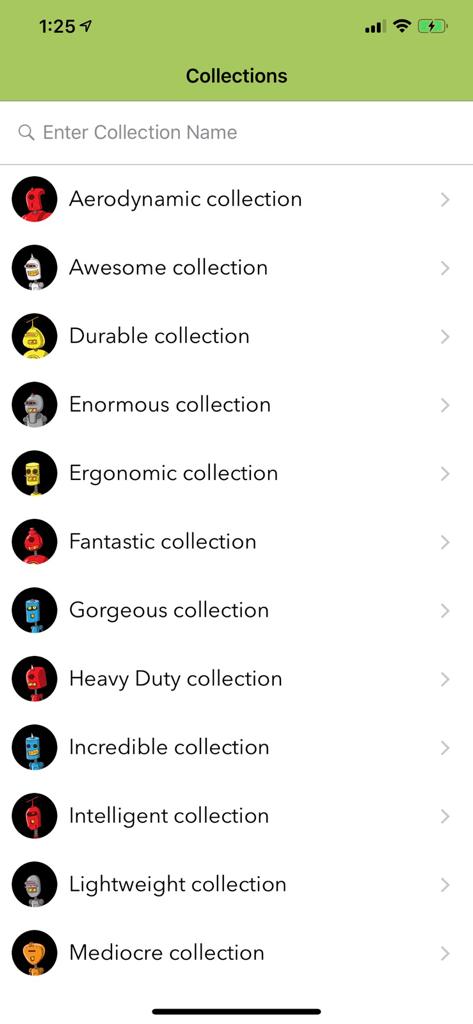 1:25
Collections
Enter Collection Name
Aerodynamic collection
Awesome collection
Durable collection
Enormous collection
Ergonomic collection
Fantastic collection
Gorgeous collection
Heavy Duty collection
Incredible collection
Intelligent collection
Lightweight collection
Mediocre collection